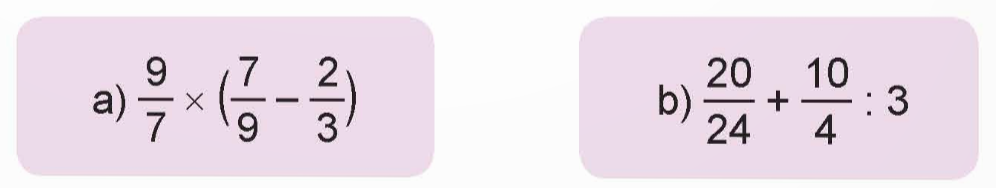 a) 9/7 × (7/9 − 2/3)
b) 20/24 + 10/4 : 3